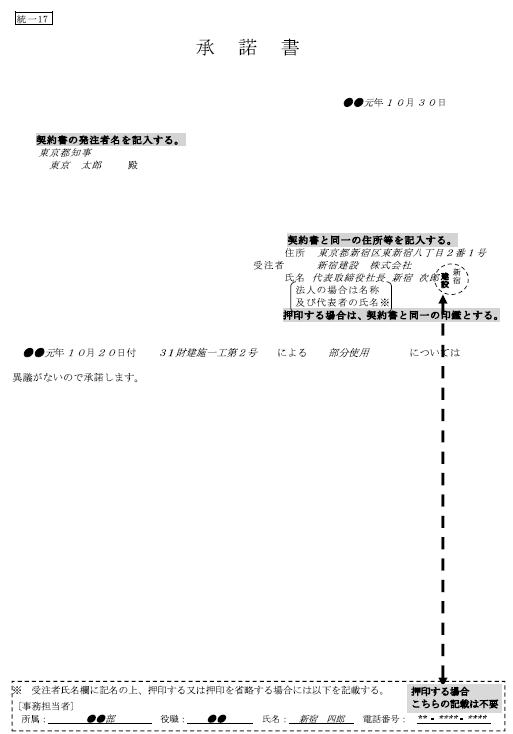 統一17
承　諾　書
●●元年１０月３０日
契約書の発注者名を記入する。
東京都知事
東京　太郎　　殿
契約書と同一の住所等を記入する。
住所　東京都新宿区東新宿八丁目２番１号
受注者　　新宿建設　株式会社
氏名　代表取締役社長　新宿　次郎
新宿
建設
法人の場合は名称
及び代表者の氏名※
押印する場合は、契約書と同一の印鑑とする。
●●元年１０月２０日付　　３１財建施一工第２号　　による　　部分使用　　　　については
異議がないので承諾します。
※　受注者氏名欄に記名の上、押印する又は押印を省略する場合には以下を記載する。
押印する場合
こちらの記載は不要
［事務担当者］
所属：　●●部　　役職：　●●　　氏名：　新宿　四郎　　電話番号：　**-****-****